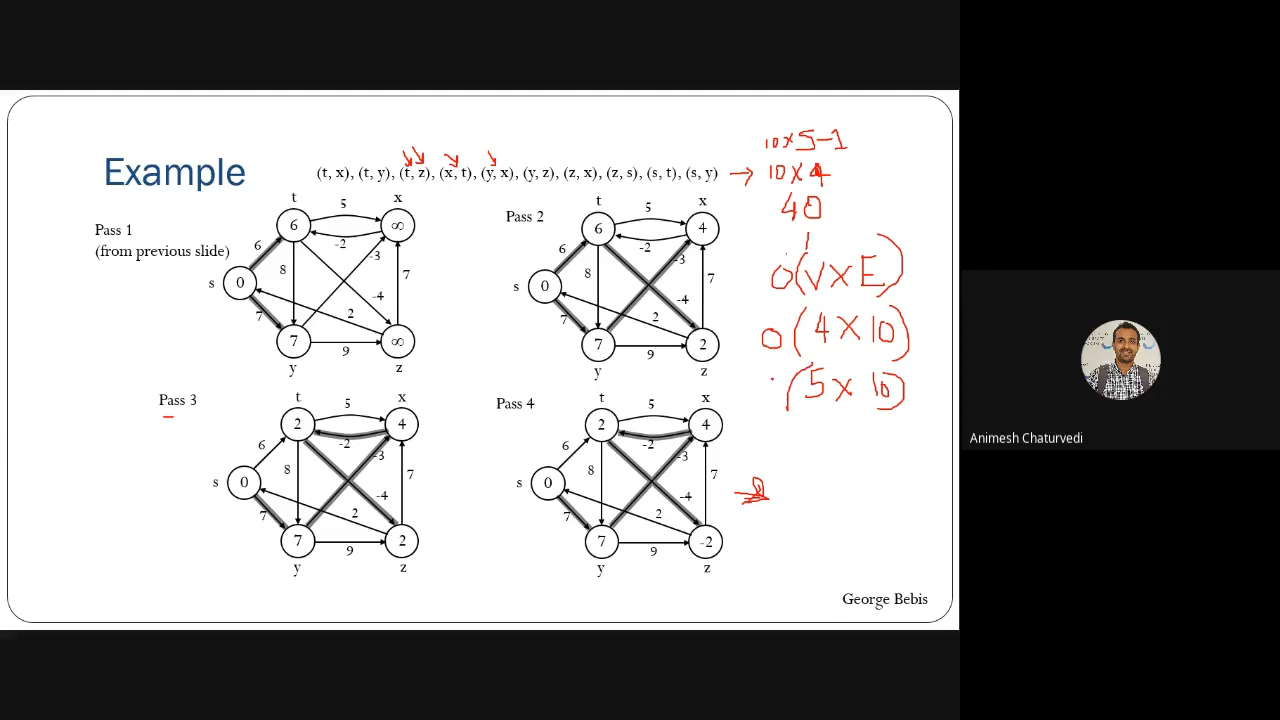 Example
(t, x), (t, y), (t, z), (x, t), (y, x), (y, z), (z, x), (z, s), (s, t), (s, y)
10 x 5-1
10 x 4
40
O(V x E)
O(4 x 10)
(5 x 10)
Pass 1
(from previous slide)
t
x
5
6
∞
-2
6
8
-3
7
s
0
-4
7
2
7
9
∞
y
z
Pass 2
t
x
5
6
4
-2
6
8
-3
7
s
0
-4
7
2
7
9
2
y
z
Pass 3
t
x
5
2
4
-2
6
8
-3
7
s
0
-4
7
2
7
9
2
y
z
Pass 4
t
x
5
2
4
-2
6
8
-3
7
s
0
-4
7
2
7
9
-2
y
z
George Bebis
Animesh Chaturvedi